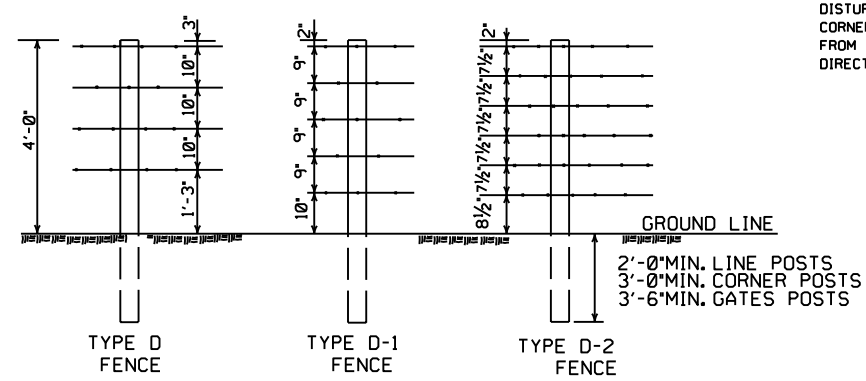 DISTUR
CORNER
FROM
DIRECT
4'-0"
3"
10"
10"
10"
1'-3"
2"
9"
9"
9"
9"
10"
2"
7½"
7½"
7½"
7½"
7½"
8½"
GROUND LINE
2'-0"MIN. LINE POSTS
3'-0"MIN. CORNER POSTS
3'-6"MIN. GATES POSTS
TYPE D
FENCE
TYPE D-1
FENCE
TYPE D-2
FENCE